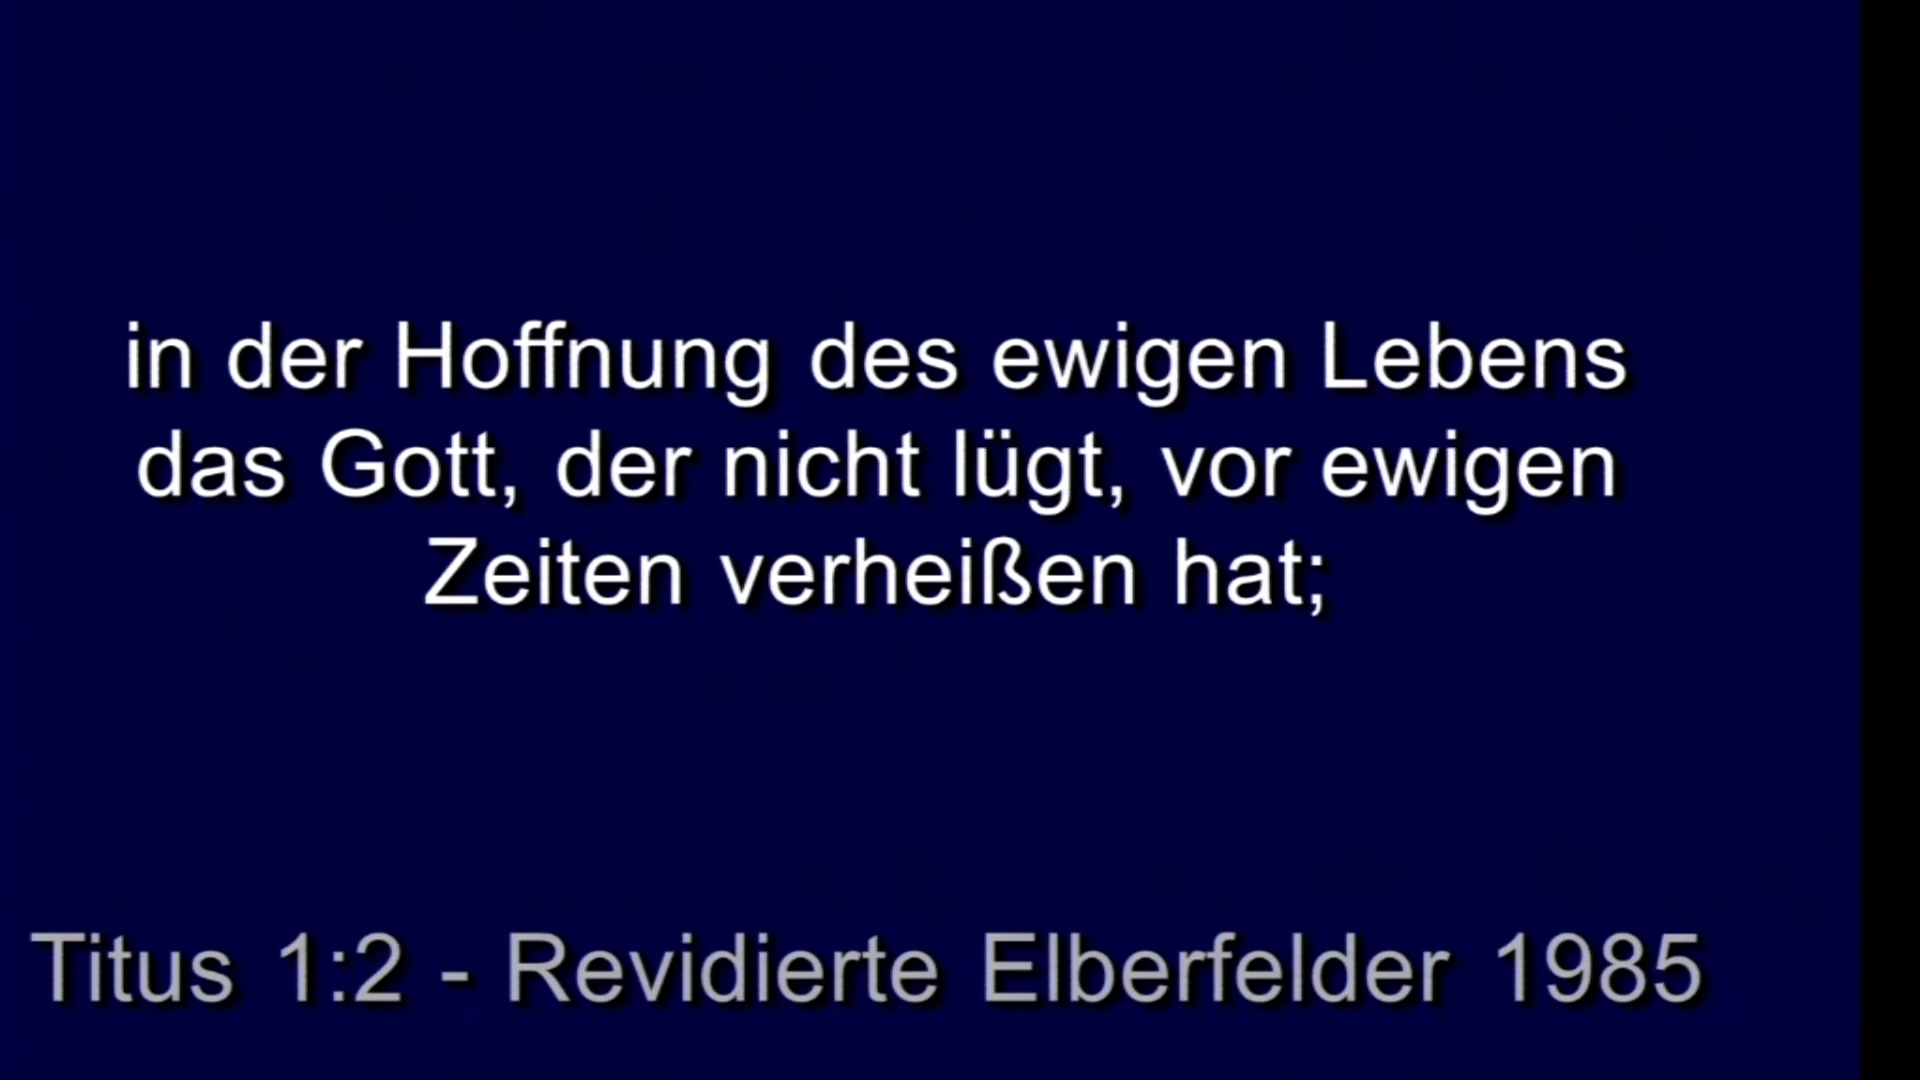 in der Hoffnung des ewigen Lebens
das Gott, der nicht lügt, vor ewigen
Zeiten verheißen hat;
Titus 1:2 - Revidierte Elberfelder 1985